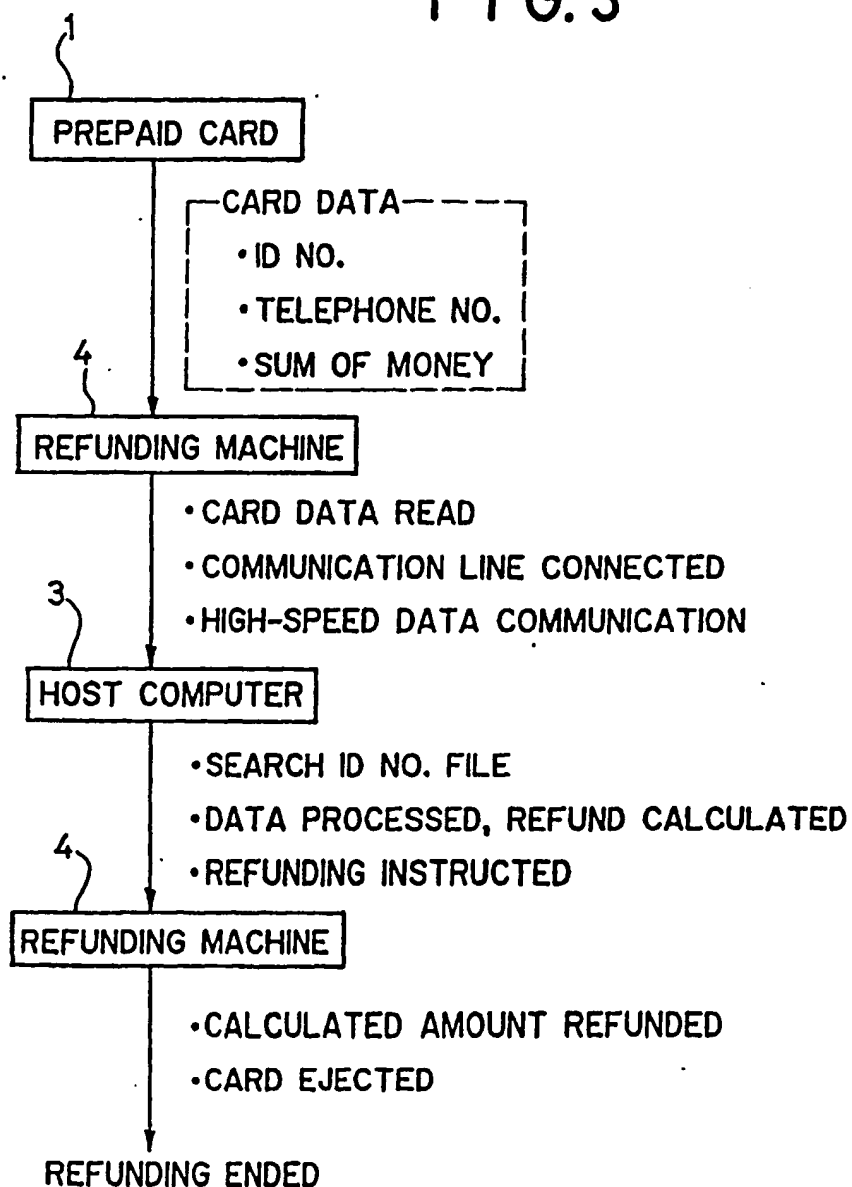 FIG. 3
1
PREPAID CARD
CARD DATA
•ID NO.
•TELEPHONE NO.
•SUM OF MONEY
4
REFUNDING MACHINE
•CARD DATA READ
•COMMUNICATION LINE CONNECTED
•HIGH-SPEED DATA COMMUNICATION
3
HOST COMPUTER
•SEARCH ID NO. FILE
•DATA PROCESSED, REFUND CALCULATED
•REFUNDING INSTRUCTED
4
REFUNDING MACHINE
•CALCULATED AMOUNT REFUNDED
•CARD EJECTED
REFUNDING ENDED